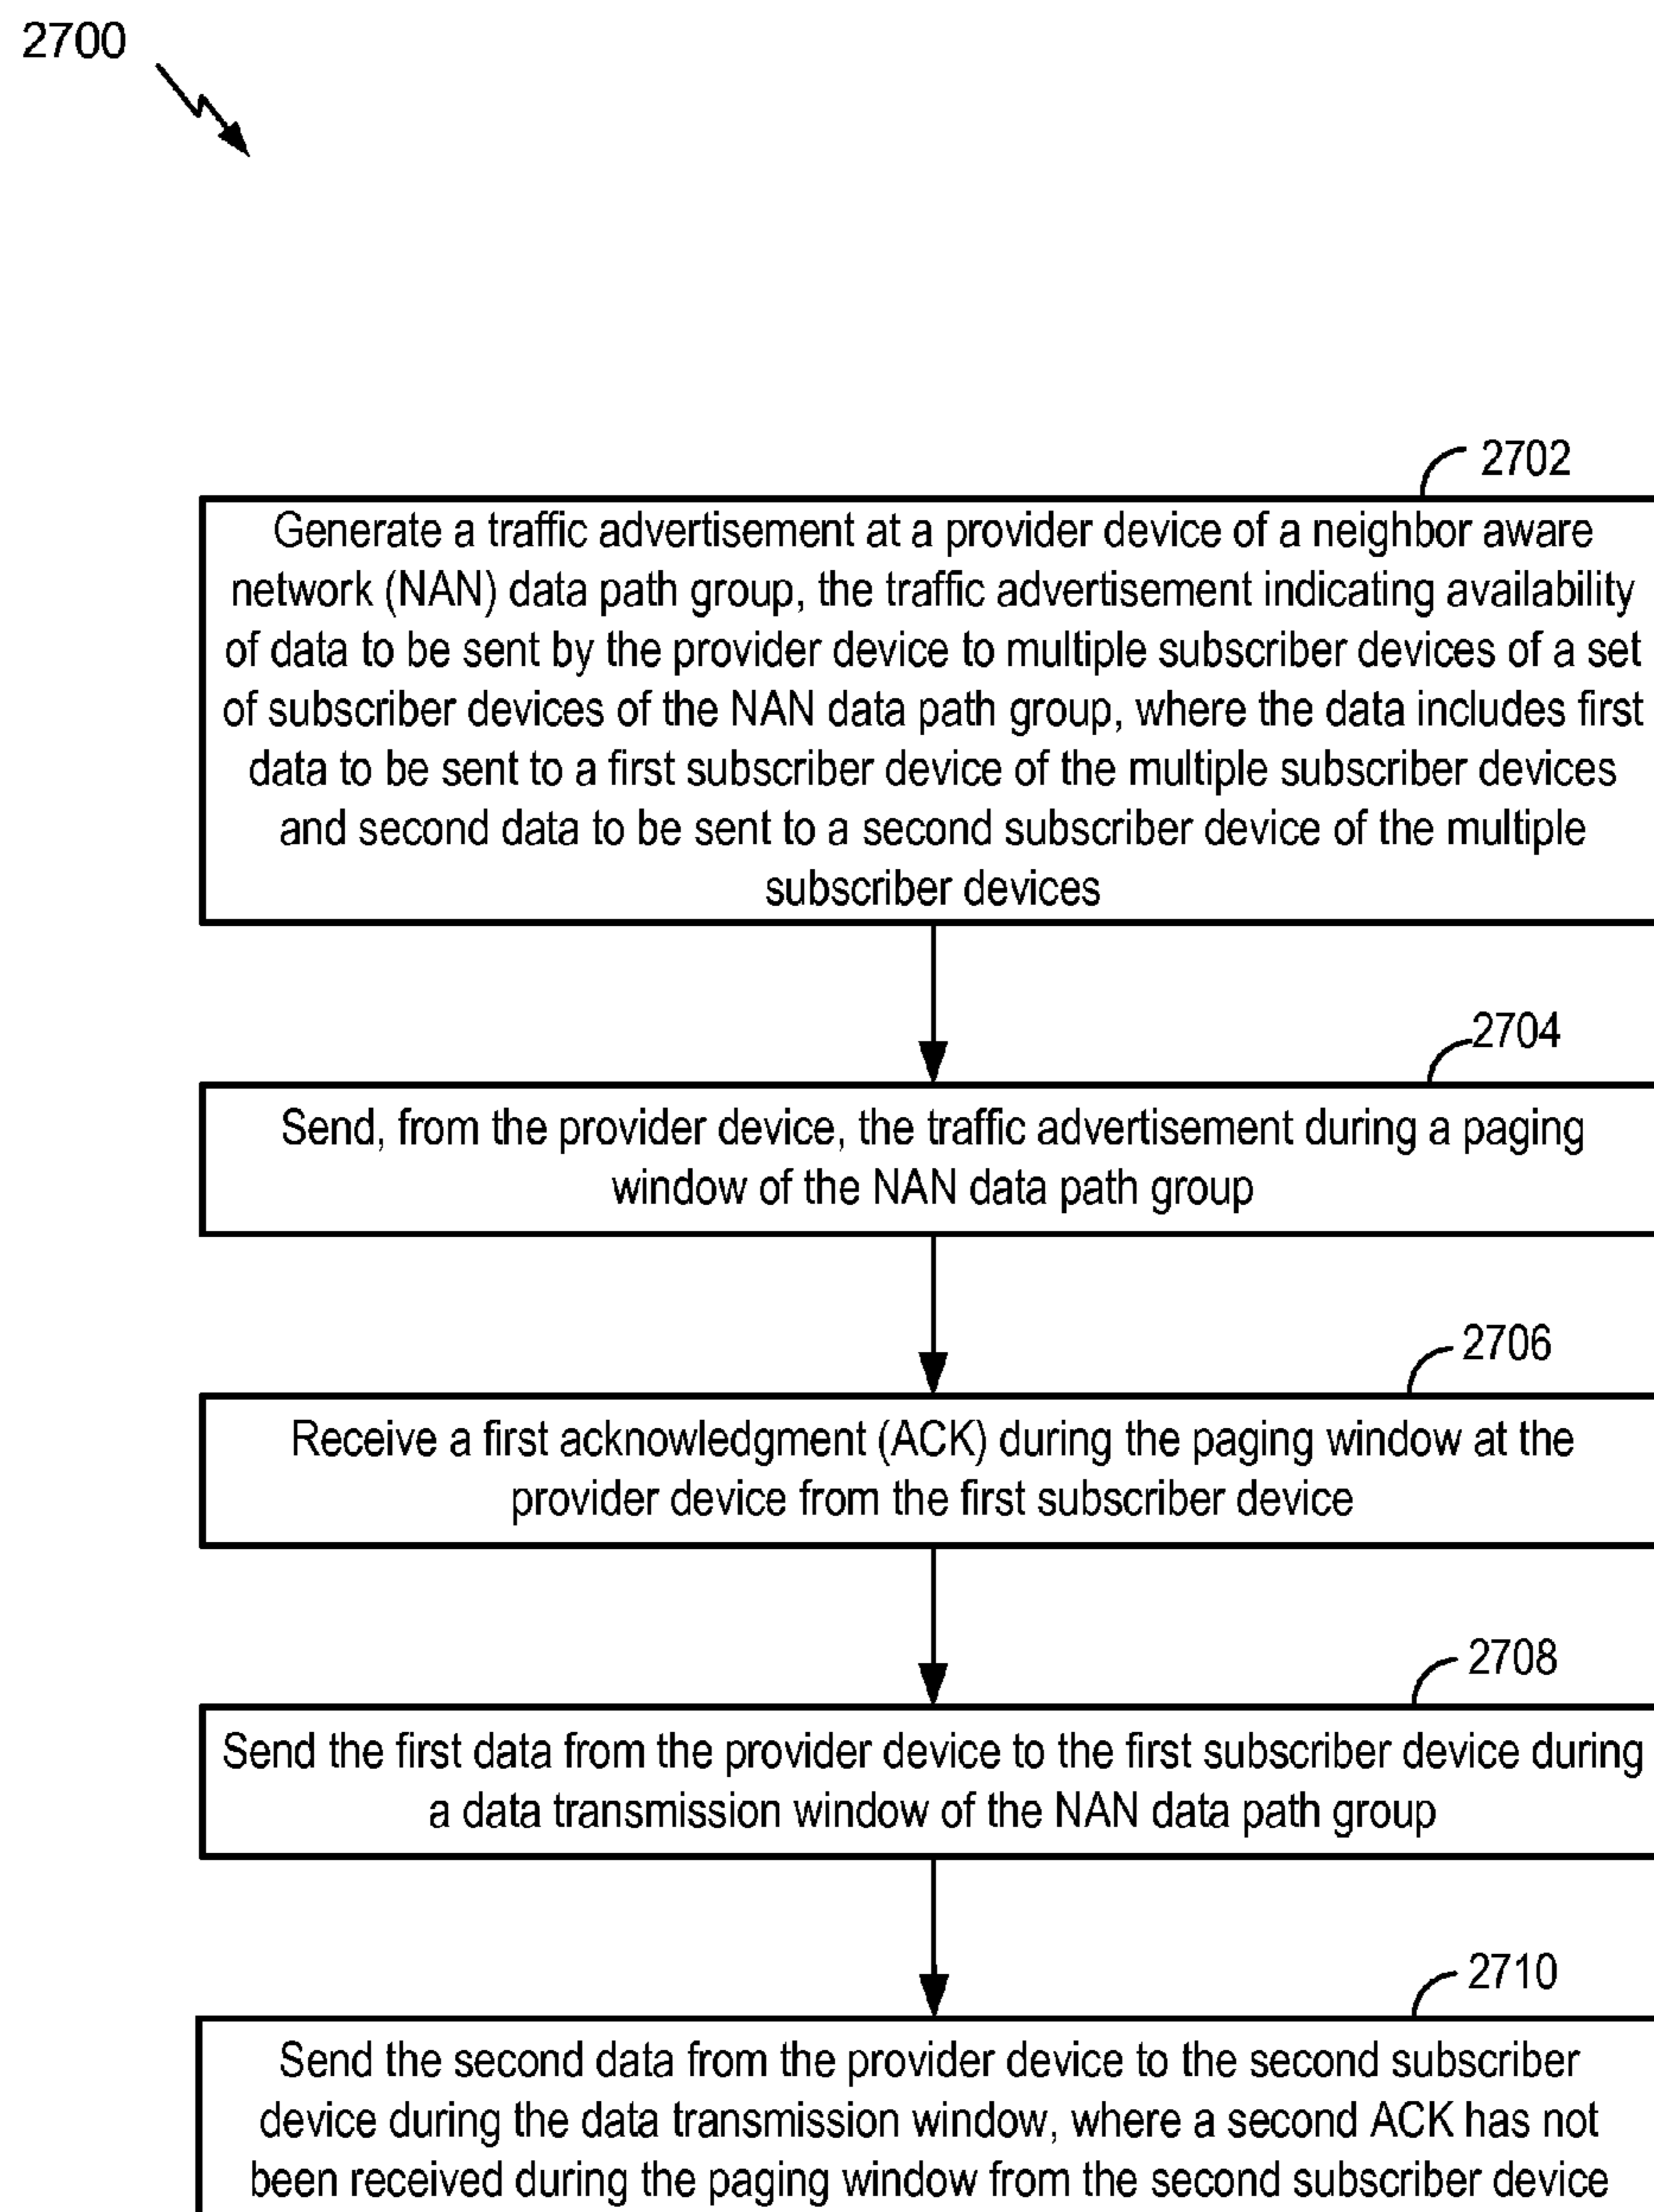 2700
2702
Generate a traffic advertisement at a provider device of a neighbor aware
network (NAN) data path group, the traffic advertisement indicating availability
of data to be sent by the provider device to multiple subscriber devices of a set
of subscriber devices of the NAN data path group, where the data includes first
data to be sent to a first subscriber device of the multiple subscriber devices
and second data to be sent to a second subscriber device of the multiple
subscriber devices
2704
Send, from the provider device, the traffic advertisement during a paging
window of the NAN data path group
2706
Receive a first acknowledgment (ACK) during the paging window at the
provider device from the first subscriber device
2708
Send the first data from the provider device to the first subscriber device during
a data transmission window of the NAN data path group
2710
Send the second data from the provider device to the second subscriber
device during the data transmission window, where a second ACK has not
been received during the paging window from the second subscriber device